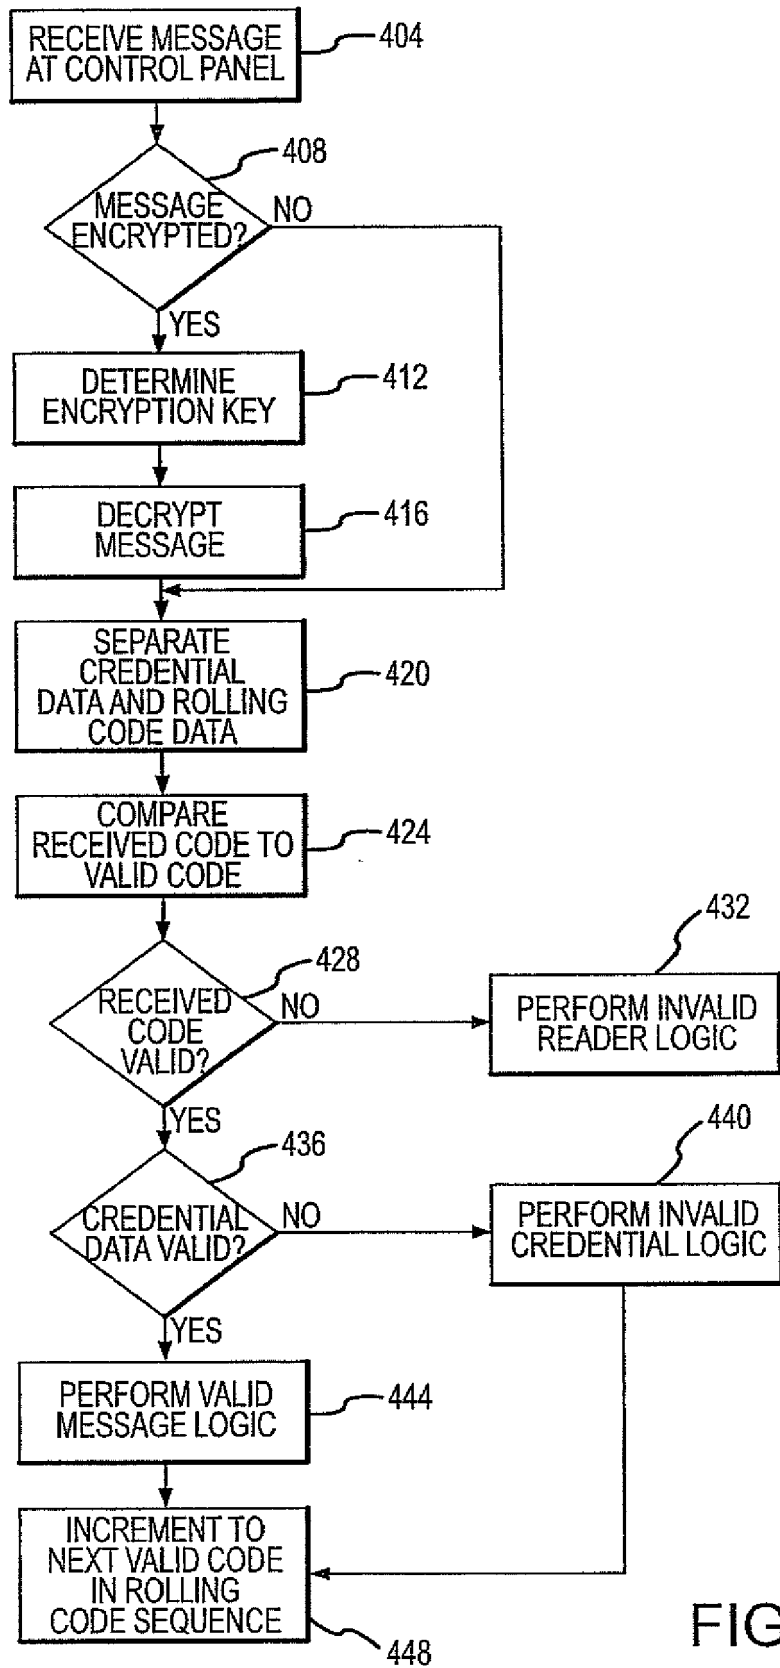 RECEIVE MESSAGE
AT CONTROL PANEL
404
408
MESSAGE
ENCRYPTED?
NO
YES
DETERMINE
ENCRYPTION KEY
412
DECRYPT
MESSAGE
416
SEPARATE
CREDENTIAL
DATA AND ROLLING
CODE DATA
420
COMPARE
RECEIVED CODE TO
VALID CODE
424
428
RECEIVED
CODE
VALID?
NO
YES
432
PERFORM INVALID
READER LOGIC
436
CREDENTIAL
DATA VALID?
NO
YES
440
PERFORM INVALID
CREDENTIAL LOGIC
PERFORM VALID
MESSAGE LOGIC
444
INCREMENT TO
NEXT VALID CODE
IN ROLLING
CODE SEQUENCE
448
FIG